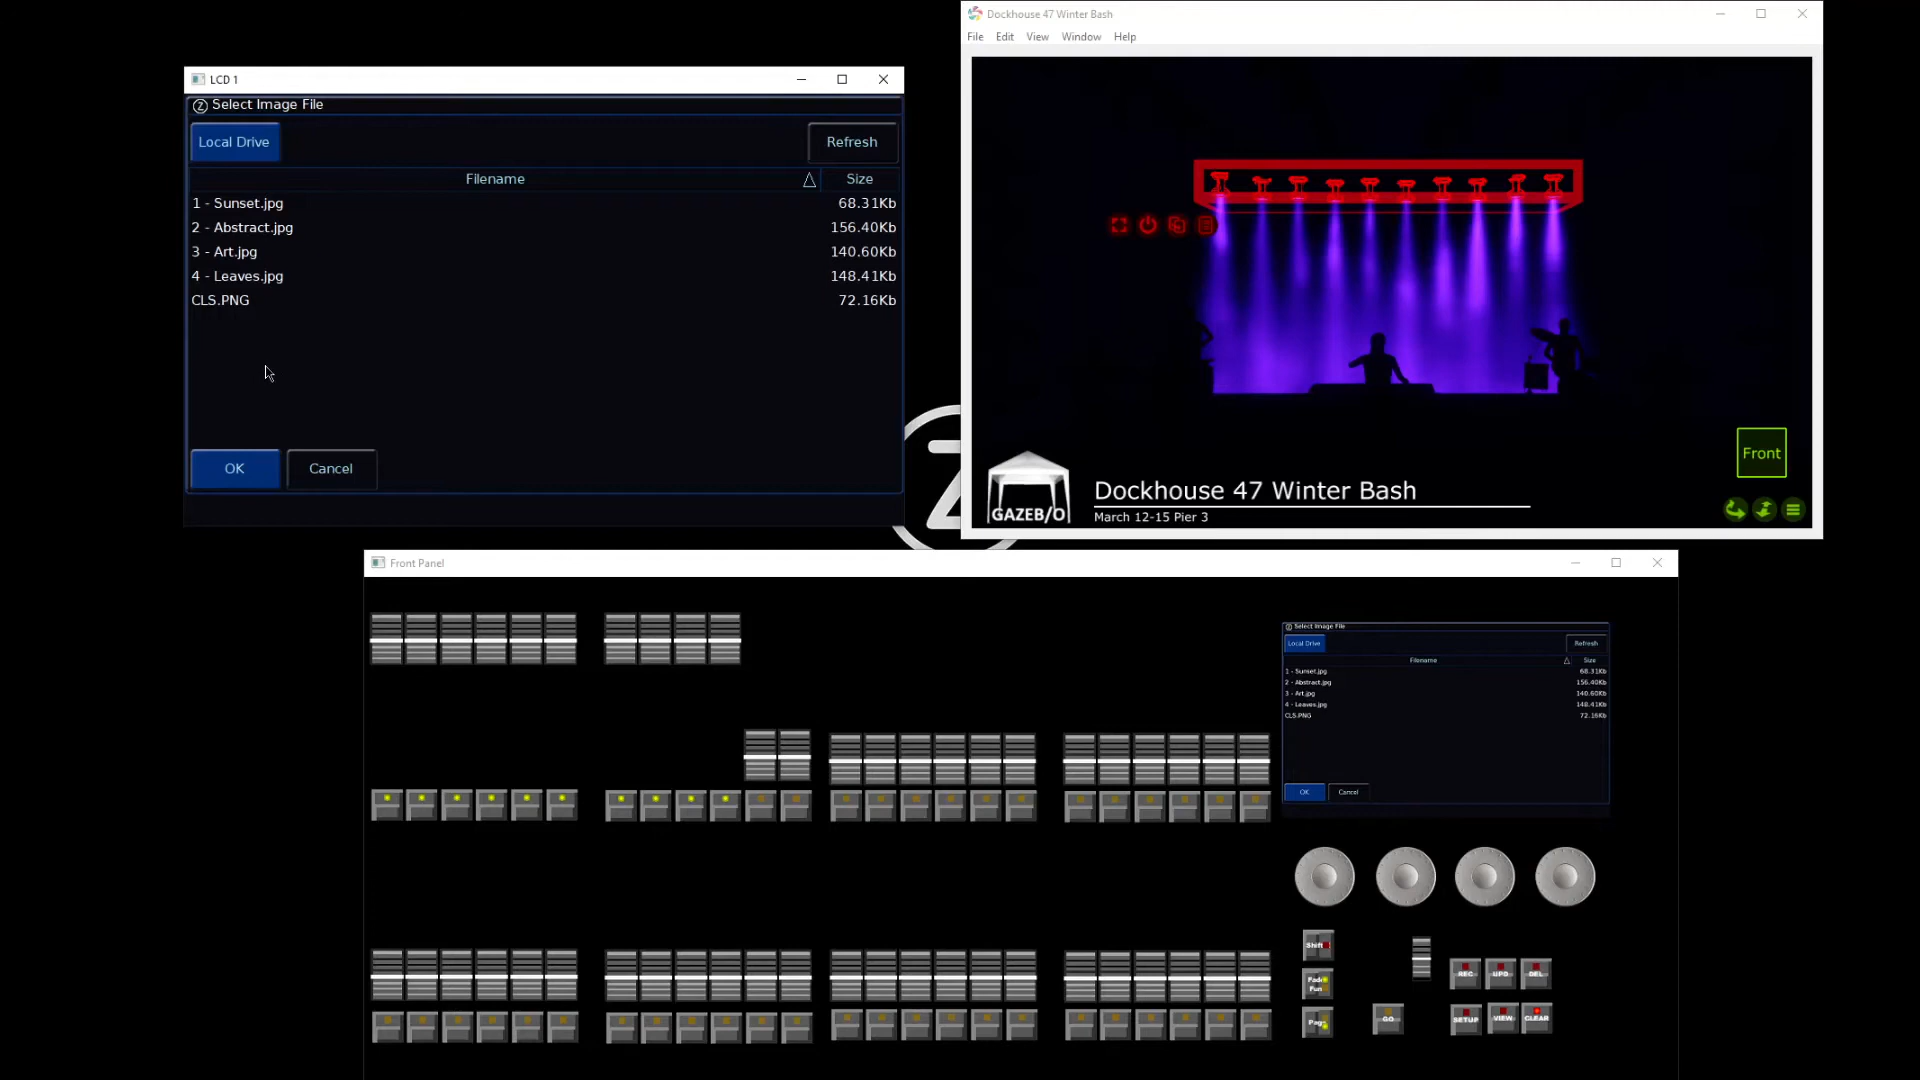 LCD 1
Select Image File
Local Drive
Refresh
Filename
Size
1 - Sunset.jpg 68.31Kb
2 - Abstract.jpg 156.40Kb
3 - Art.jpg 140.60Kb
4 - Leaves.jpg 148.41Kb
CLS.PNG 72.16Kb
OK
Cancel
Z
Dockhouse 47 Winter Bash
File Edit View Window Help
Front
GAZEB/O
Dockhouse 47 Winter Bash
March 12-15 Pier 3
Front Panel
Select Image File
Local Drive
Refresh
Filename
Size
1 - Sunset.jpg 68.31Kb
2 - Abstract.jpg 156.40Kb
3 - Art.jpg 140.60Kb
4 - Leaves.jpg 148.41Kb
CLS.PNG 72.16Kb
OK
Cancel
Shift
REC UPD DEL
GO
SETUP VIEW CLEAR